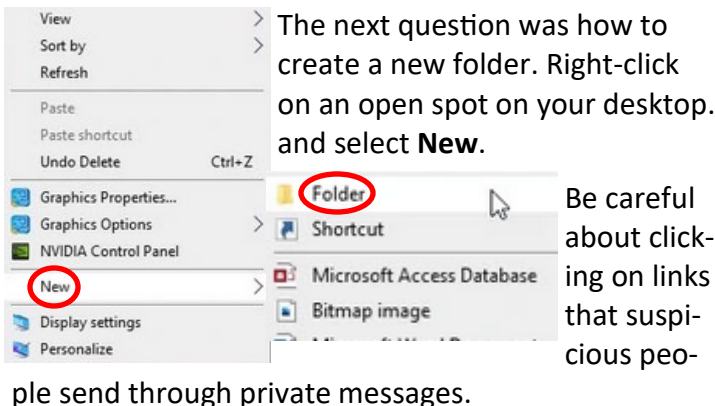 The next question was how to
create a new folder. Right-click
on an open spot on your desktop.
and select New.
View
Sort by
Refresh
Paste
Paste shortcut
Undo Delete Ctrl+Z
Graphics Properties...
Graphics Options
NVIDIA Control Panel
New
Display settings
Personalize
Folder
Shortcut
Microsoft Access Database
Bitmap image
Be careful
about click-
ing on links
that suspi-
cious peo-
ple send through private messages.